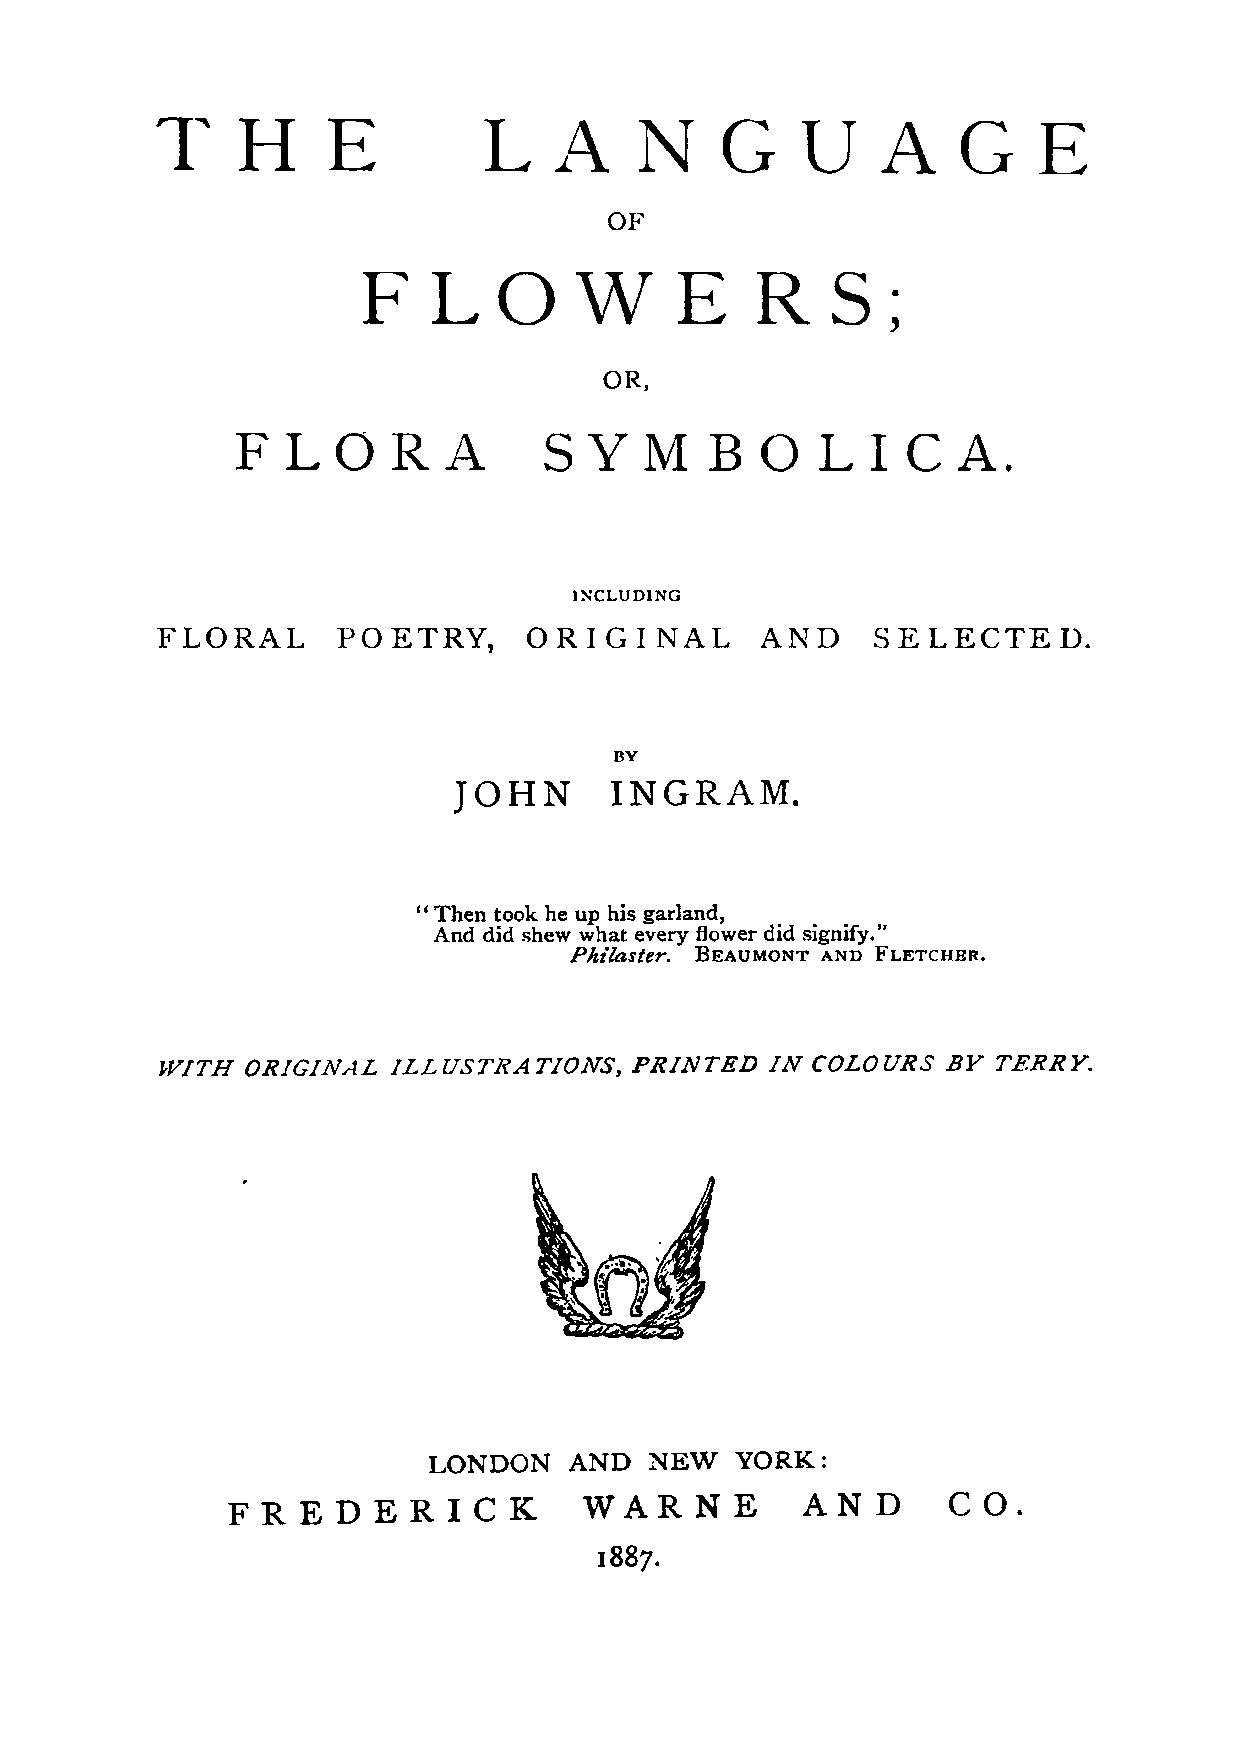 THE LANGUAGE
OF
FLOWERS;
OR,
FLORA SYMBOLICA.
INCLUDING
FLORAL POETRY, ORIGINAL AND SELECTED.
BY
JOHN INGRAM.
“Then took he up his garland,
And did shew what every flower did signify.”
Philaster. BEAUMONT AND FLETCHER.
WITH ORIGINAL ILLUSTRATIONS, PRINTED IN COLOURS BY TERRY.
LONDON AND NEW YORK:
FREDERICK WARNE AND CO.
1887.